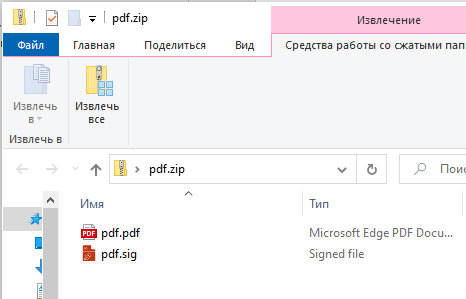 pdf.zip
Извлечение
Файл
Главная
Поделиться
Средства работы со сжатыми пап
Извлечь
в
Извлечь
все
Извлечь в
pdf.zip
Поис
Имя
Тип
PDF
pdf.pdf
Microsoft Edge PDF Docu...
pdf.sig
Signed file